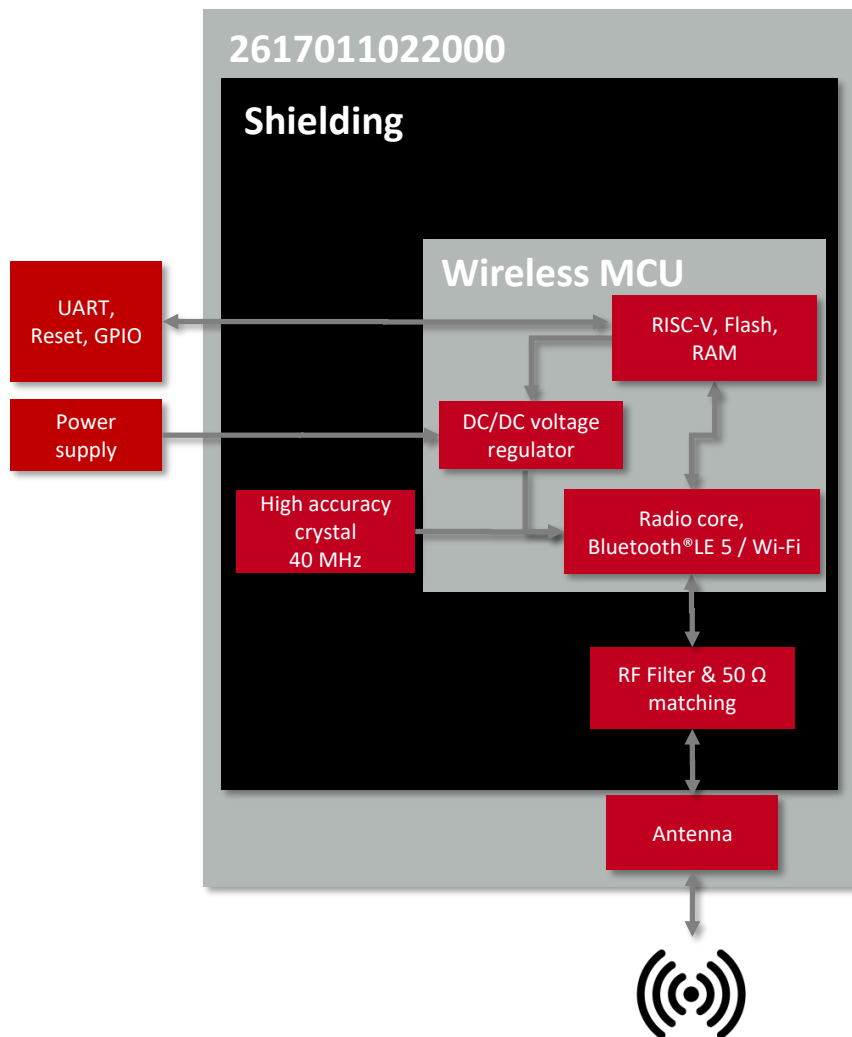 2617011022000
Shielding
Wireless MCU
UART,
Reset, GPIO
RISC-V, Flash,
RAM
Power
supply
DC/DC voltage
regulator
High accuracy
crystal
40 MHz
Radio core,
Bluetooth®LE 5 / Wi-Fi
RF Filter & 50 Ω
matching
Antenna